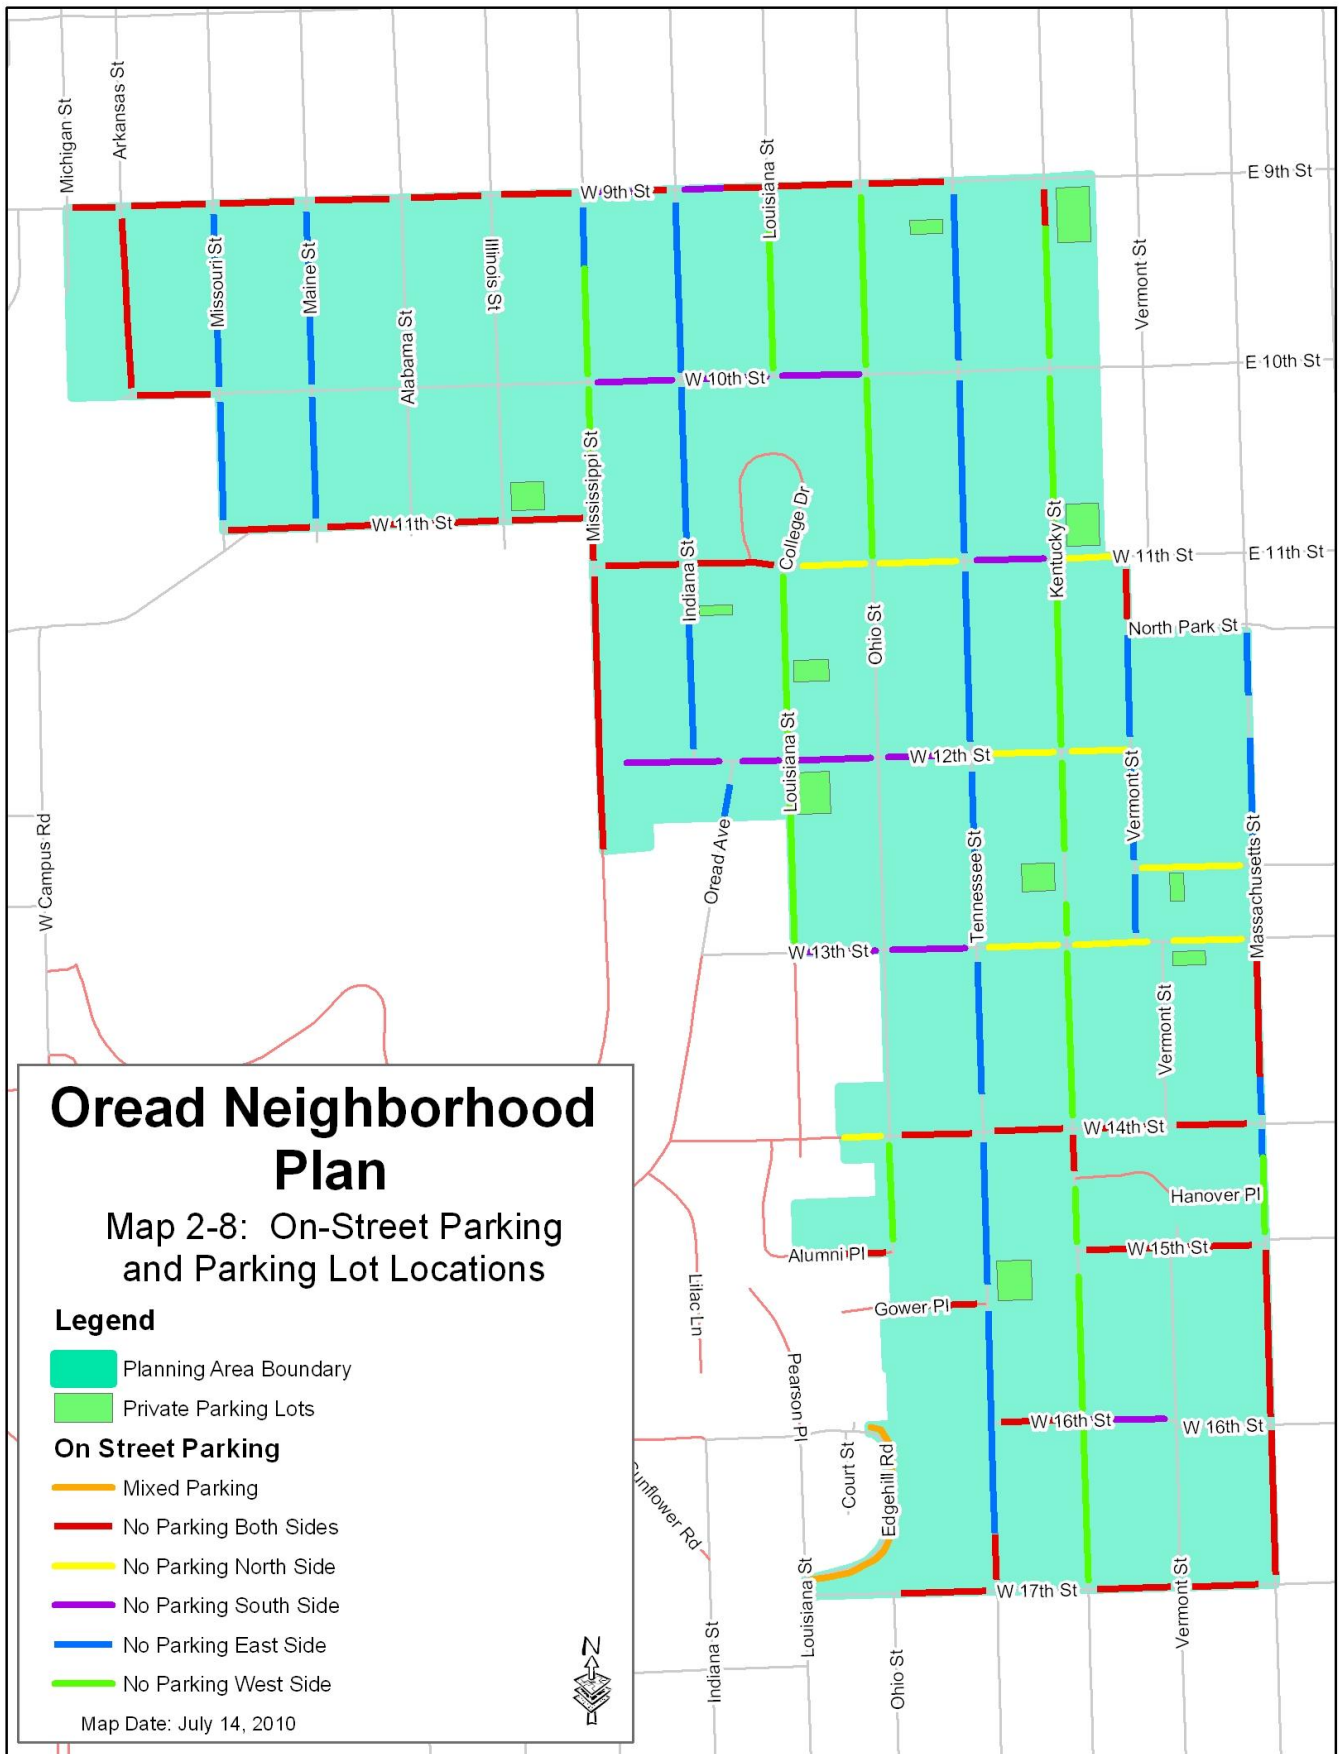 Michigan St
Arkansas St
Louisiana St
E 9th St
W 9th St
Missouri St
Maine St
Illinois St
Vermont St
Alabama St
E 10th St
W 10th St
Mississippi St
College Dr
Kentucky St
W 11th St
W 11th St
E 11th St
Indiana St
Ohio St
North Park St
Louisiana St
W 12th St
Vermont St
W Campus Rd
Oread Ave
Tennessee St
Massachusetts St
W 13th St
Vermont St
W 14th St
Hanover Pl
Alumni Pl
W 15th St
Lilac Ln
Gower Pl
Pearson Pl
W 16th St
W 16th St
Court St
Edgehill Rd
Sunflower Rd
Louisiana St
W 17th St
Vermont St
Indiana St
Ohio St
Oread Neighborhood
Plan
Map 2-8: On-Street Parking
and Parking Lot Locations
Legend
Planning Area Boundary
Private Parking Lots
On Street Parking
Mixed Parking
No Parking Both Sides
No Parking North Side
No Parking South Side
No Parking East Side
No Parking West Side
Map Date: July 14, 2010
N